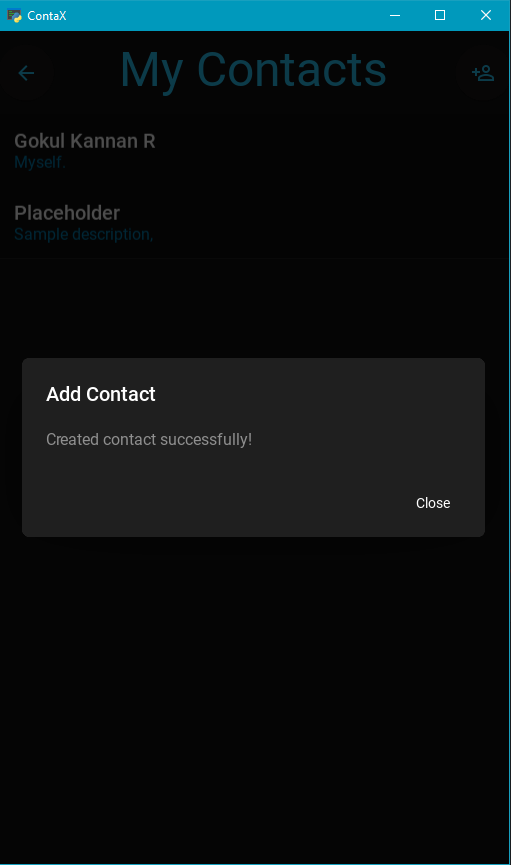 ContaX
My Contacts
Gokul Kannan R
Myself.
Placeholder
Sample description,
Add Contact
Created contact successfully!
Close